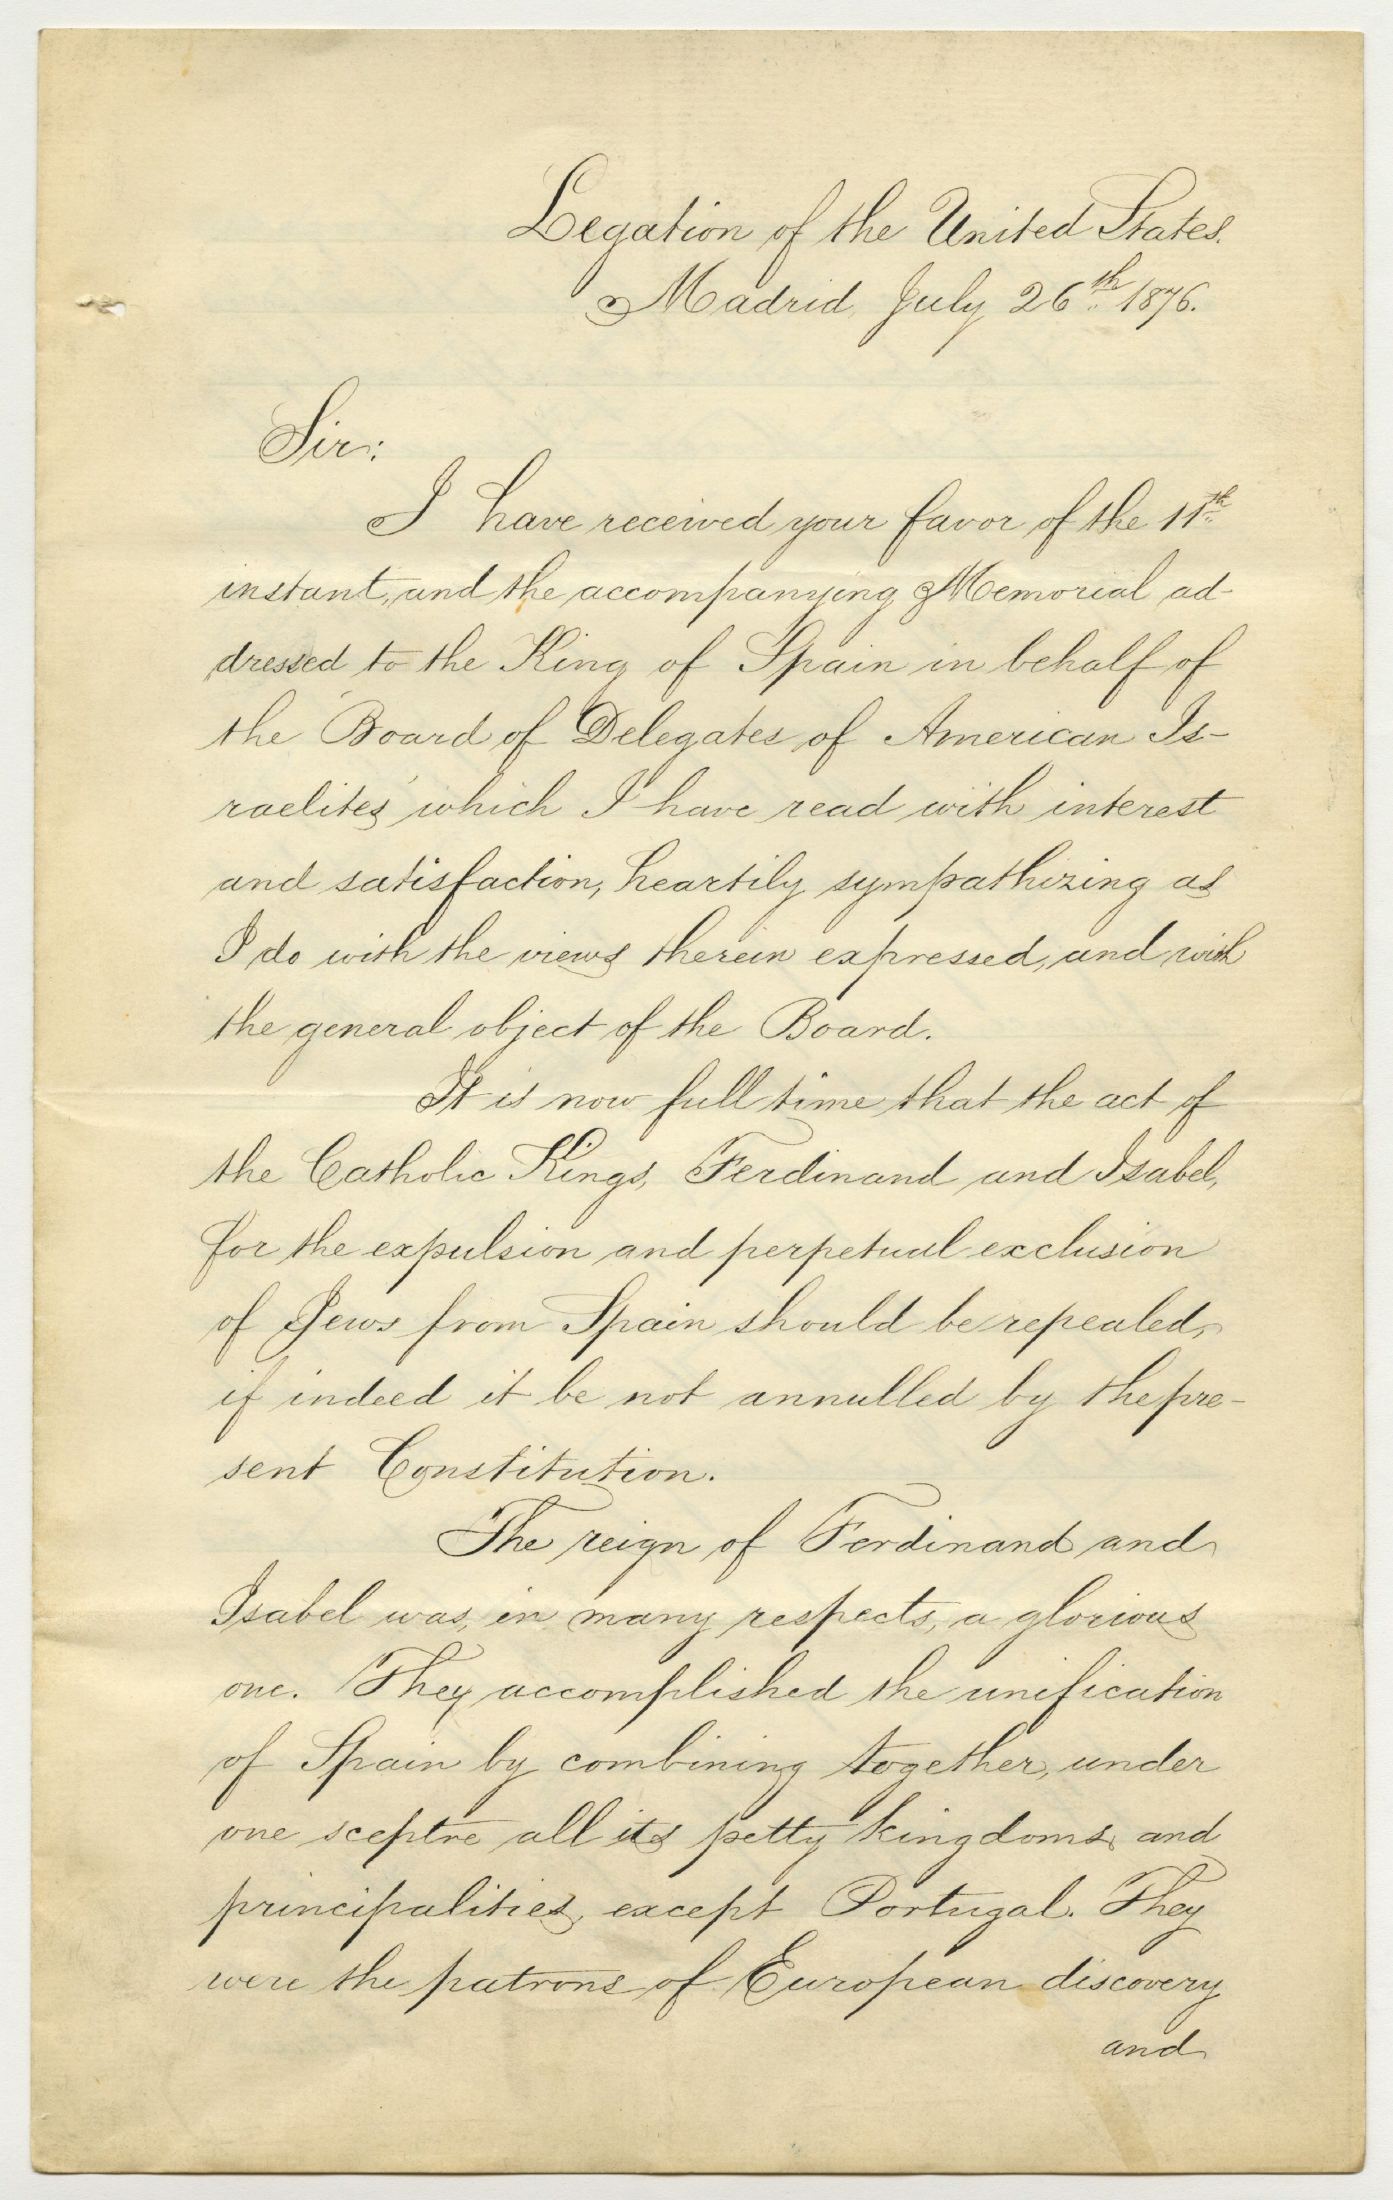 Legation of the United States.
Madrid, July 26th 1876.
Sir:
I have received your favor of the 11th
instant, and the accompanying Memorial ad-
dressed to the King of Spain in behalf of
the "Board of Delegates of American Is-
raelites" which I have read with interest
and satisfaction, heartily sympathizing as
I do with the views therein expressed, and with
the general object of the Board.
It is now full time that the act of
the Catholic Kings, Ferdinand and Isabel,
for the expulsion and perpetual exclusion
of Jews from Spain should be repealed,
if indeed it be not annulled by the pre-
sent Constitution.
The reign of Ferdinand and
Isabel was, in many respects, a glorious
one. They accomplished the unification
of Spain by combining together, under
one sceptre all its petty kingdoms, and
principalities, except Portugal. They
were the patrons of European discovery
and